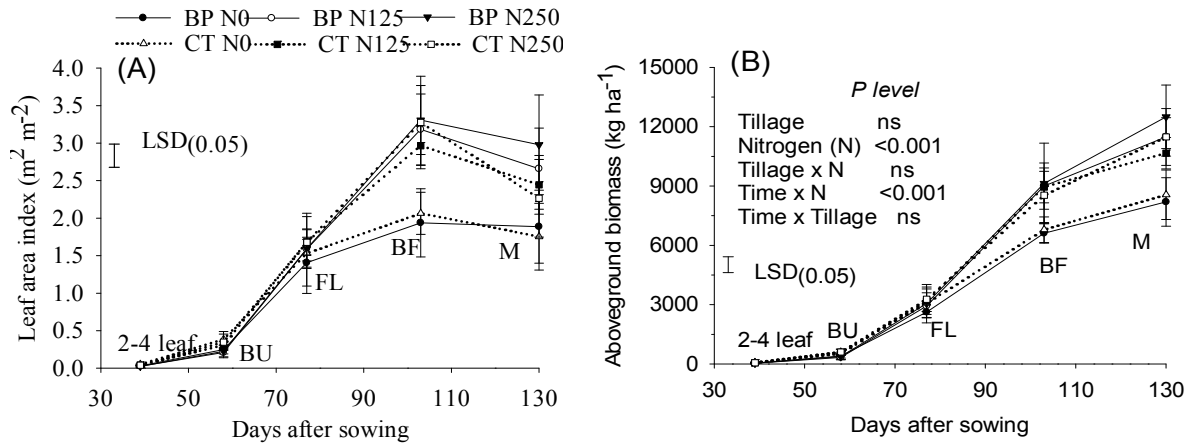 BP N0 BP N125 BP N250
CT N0 CT N125 CT N250
(A)
Leaf area index (m2 m-2)
4.0
3.5
3.0
2.5
2.0
1.5
1.0
0.5
0.0
LSD(0.05)
2-4 leaf
BU
FL
BF
M
30 50 70 90 110 130
Days after sowing
(B)
Aboveground biomass (kg ha-1)
15000
12000
9000
6000
3000
0
P level
Tillage ns
Nitrogen (N) <0.001
Tillage x N ns
Time x N <0.001
Time x Tillage ns
LSD(0.05)
2-4 leaf
BU
FL
BF
M
30 50 70 90 110 130
Days after sowing